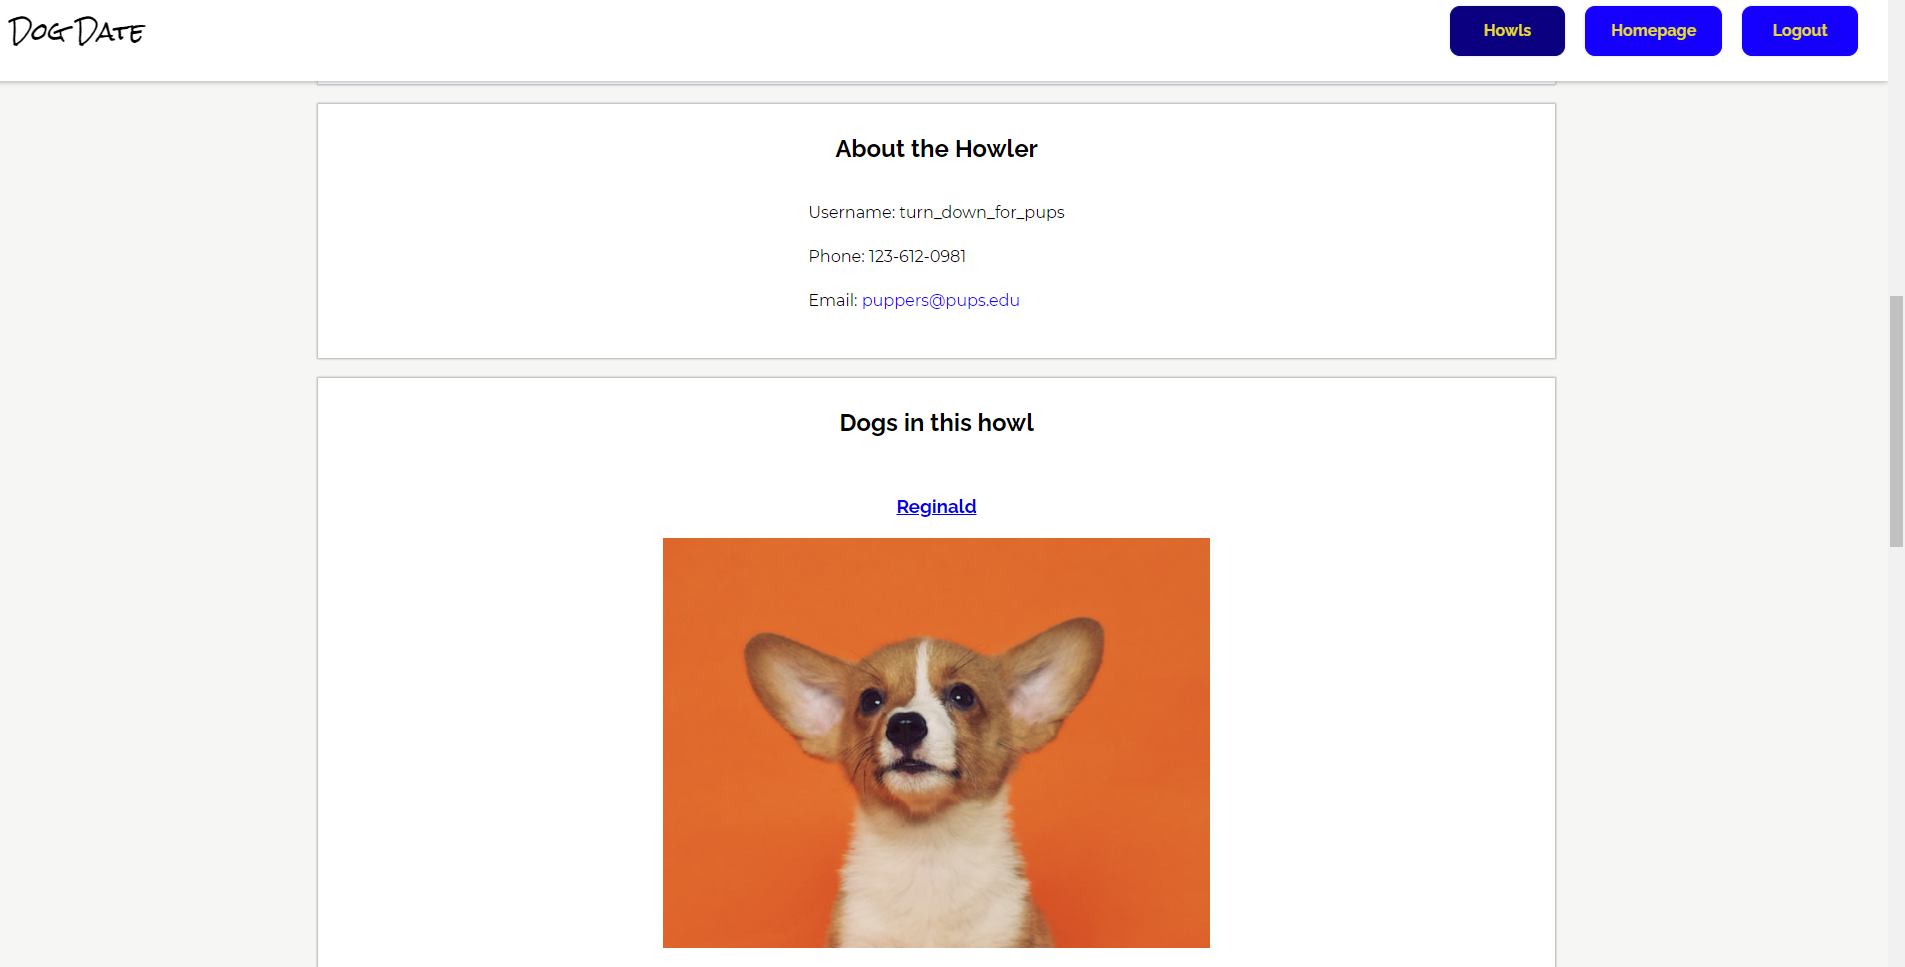 Dog Date
Howls
Homepage
Logout
About the Howler
Username: turn_down_for_pups
Phone: 123-612-0981
Email: puppers@pups.edu
Dogs in this howl
Reginald